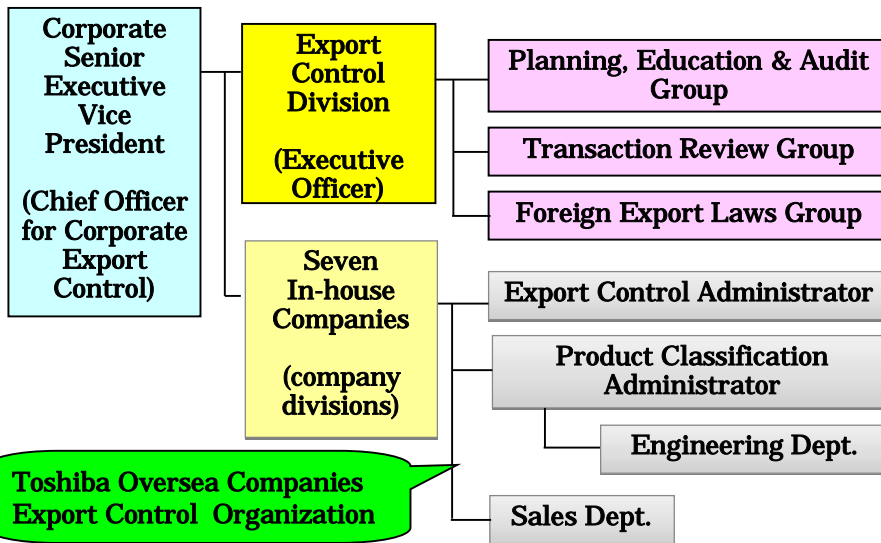 Corporate
Senior
Executive
Vice
President
(Chief Officer
for Corporate
Export
Control)
Export
Control
Division
(Executive
Officer)
Planning, Education & Audit
Group
Transaction Review Group
Foreign Export Laws Group
Seven
In-house
Companies
(company
divisions)
Export Control Administrator
Product Classification
Administrator
Engineering Dept.
Sales Dept.
Toshiba Oversea Companies
Export Control Organization